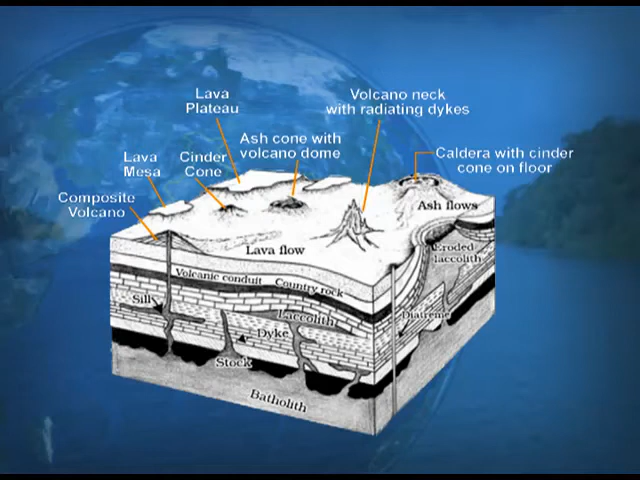 Lava
Plateau
Volcano neck
with radiating dykes
Ash cone with
volcano dome
Lava
Mesa
Cinder
Cone
Caldera with cinder
cone on floor
Composite
Volcano
Ash flows
Lava flow
Eroded
laccolith
Volcanic conduit
Country rock
Sill
Laccolith
Diatreme
Dyke
Stock
Batholith